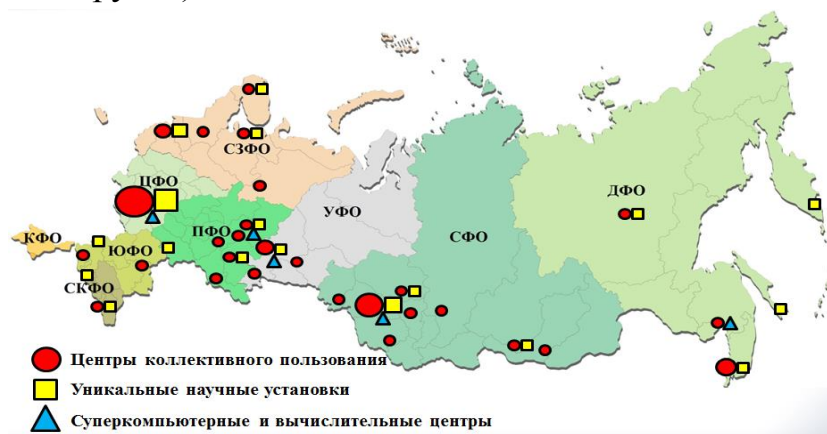 СЗФО
ЦФО
ДФО
УФО
КФО
ПФО
СФО
ЮФО
СКФО
Центры коллективного пользования
Уникальные научные установки
Суперкомпьютерные и вычислительные центры